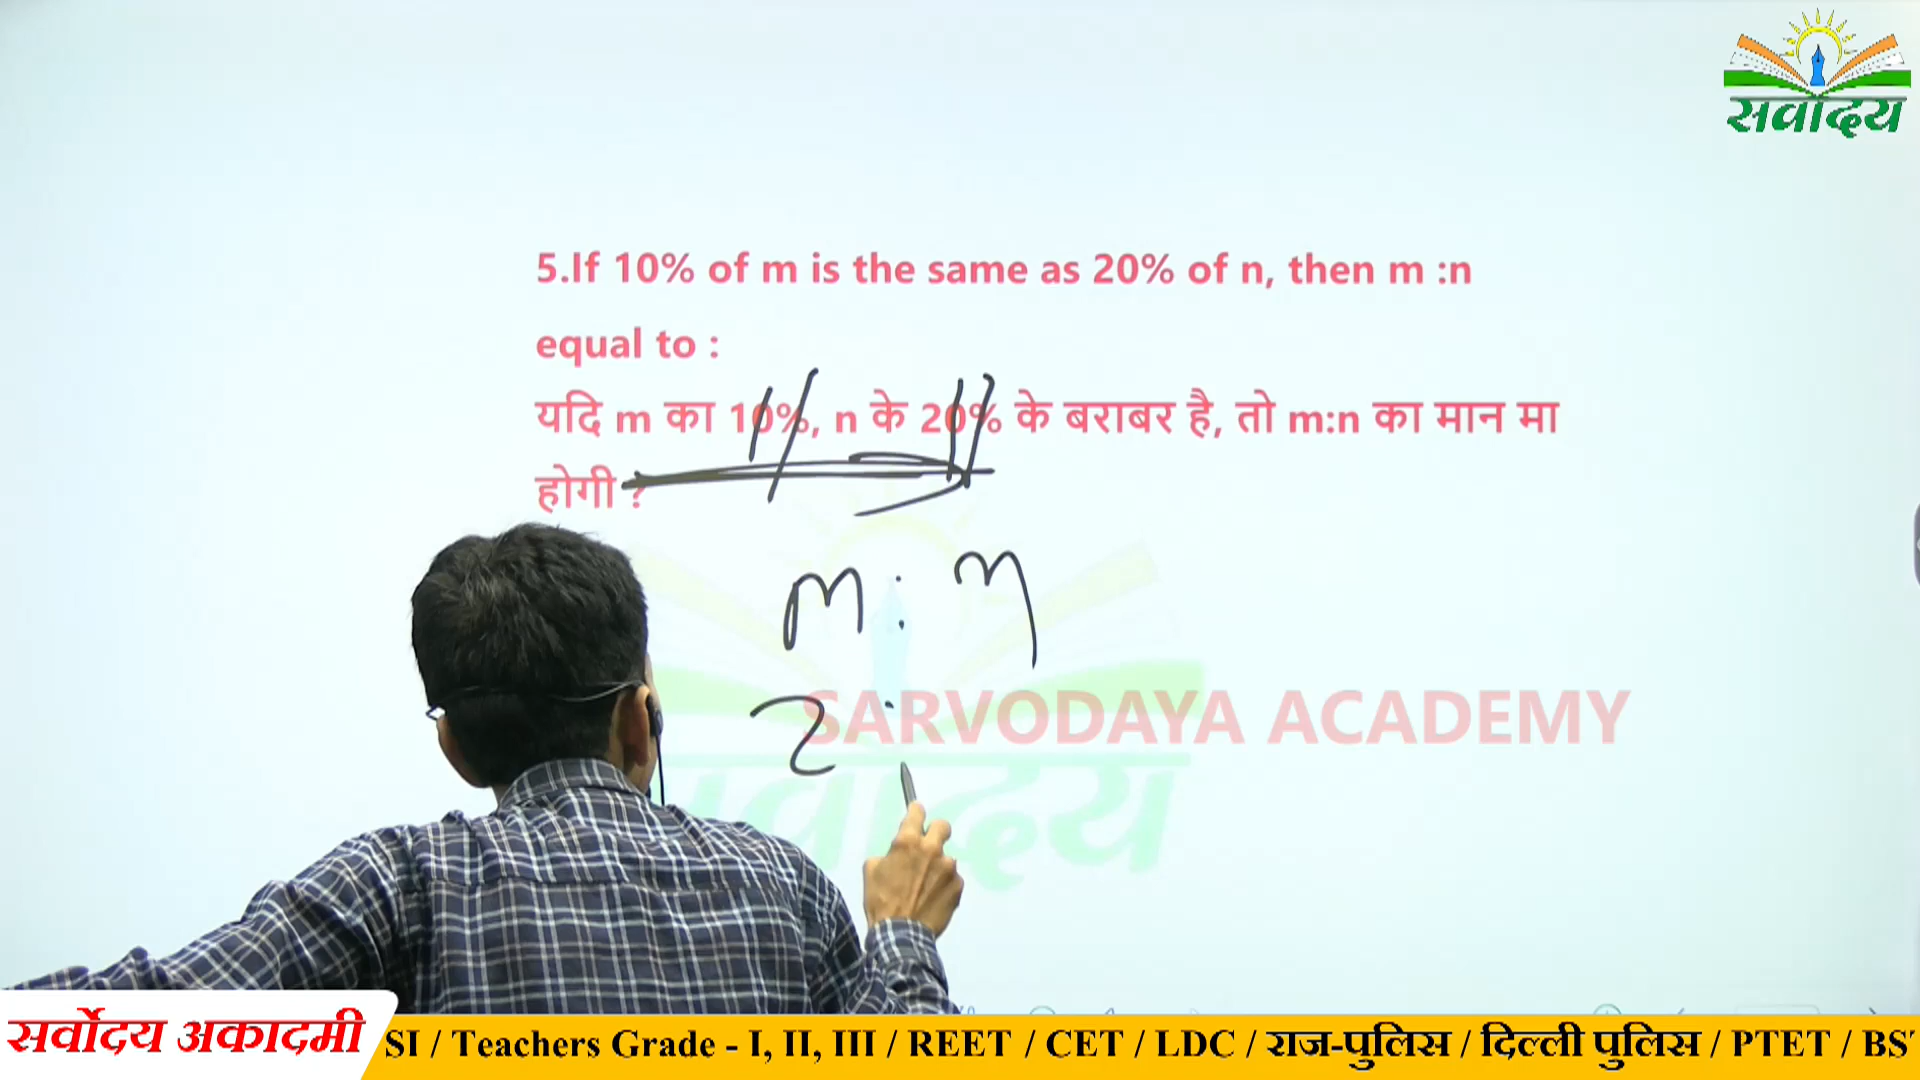 सर्वोदय
5.If 10% of m is the same as 20% of n, then m :n
equal to :
यदि m का 10%, n के 20% के बराबर है, तो m:n का मान मा
होगी ?
m : n
2 :
SARVODAYA ACADEMY
सर्वोदय अकादमी
SI / Teachers Grade - I, II, III / REET / CET / LDC / राज-पुलिस / दिल्ली पुलिस / PTET / BS